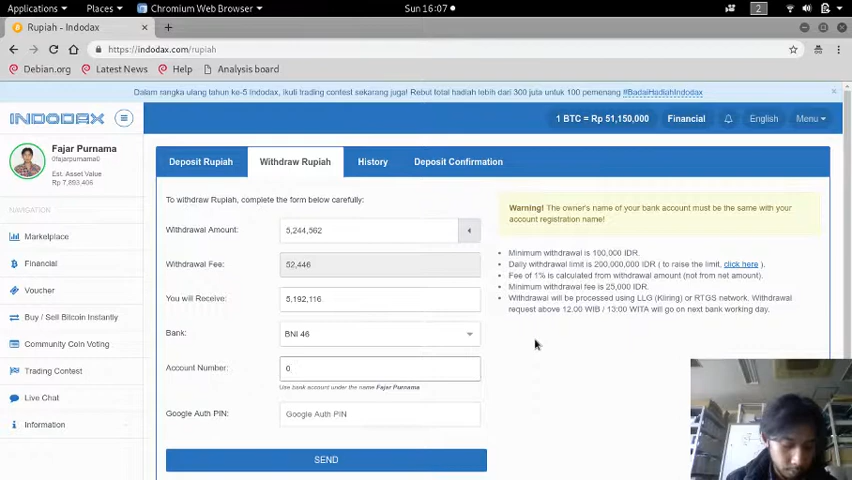 Applications
Places
Chromium Web Browser
Sun 16:07
2
Rupiah - Indodax
https://indodax.com/rupiah
Debian.org
Latest News
Help
Analysis board
Dalam rangka ulang tahun ke-5 Indodax, ikuti trading contest sekarang juga! Rebut total hadiah lebih dari 300 juta untuk 100 pemenang #BadaiHadiahIndodax
INDODAX
1 BTC = Rp 51,150,000
Financial
English
Menu
Fajar Purnama
0fajarpurnama0
Est. Asset Value
Rp 7,893,406
NAVIGATION
Marketplace
Financial
Voucher
Buy / Sell Bitcoin Instantly
Community Coin Voting
Trading Contest
Live Chat
Information
Deposit Rupiah
Withdraw Rupiah
History
Deposit Confirmation
To withdraw Rupiah, complete the form below carefully:
Withdrawal Amount:
5,244,562
Withdrawal Fee:
52,446
You will Receive:
5,192,116
Bank:
BNI 46
Account Number:
0
Use bank account under the name Fajar Purnama
Google Auth PIN:
Google Auth PIN
SEND
Warning! The owner's name of your bank account must be the same with your
account registration name!
Minimum withdrawal is 100,000 IDR.
Daily withdrawal limit is 200,000,000 IDR ( to raise the limit, click here ).
Fee of 1% is calculated from withdrawal amount (not from net amount).
Minimum withdrawal fee is 25,000 IDR.
Withdrawal will be processed using LLG (Kliring) or RTGS network. Withdrawal
request above 12.00 WIB / 13:00 WITA will go on next bank working day.